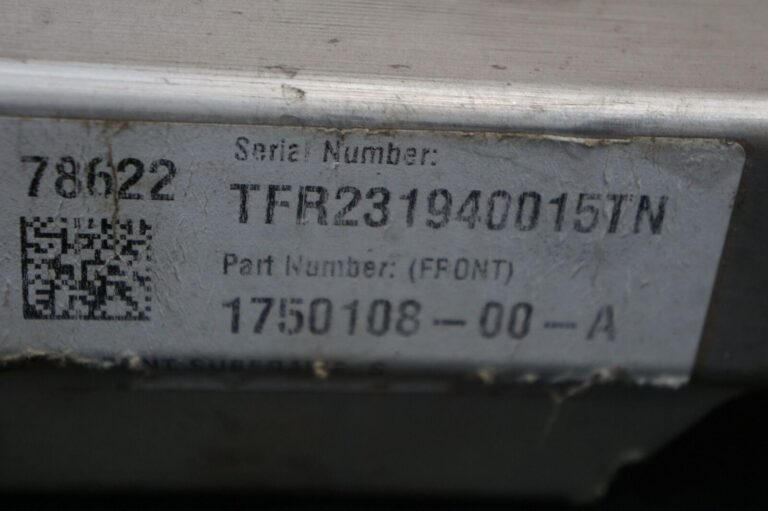 78622
Serial Number:
TFR231940015TN
Part Number: (FRONT)
1750108-00-A